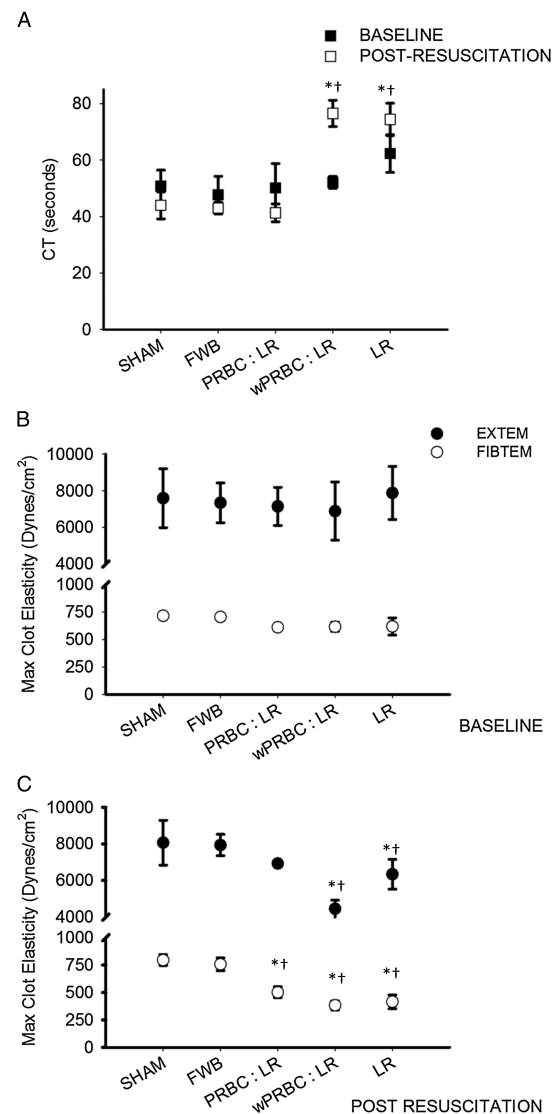 A
BASELINE
POST-RESUSCITATION
*† *†
CT (seconds)
80
60
40
20
0
SHAM FWB PRBC : LR wPRBC : LR LR
B
EXTEM
FIBTEM
Max Clot Elasticity (Dynes/cm²)
10000
8000
6000
4000
1000
750
500
250
0
SHAM FWB PRBC : LR wPRBC : LR LR
BASELINE
C
Max Clot Elasticity (Dynes/cm²)
10000
8000
6000
4000
1000
750
500
250
0
*†
*†
*† *† *†
SHAM FWB PRBC : LR wPRBC : LR LR
POST RESUSCITATION